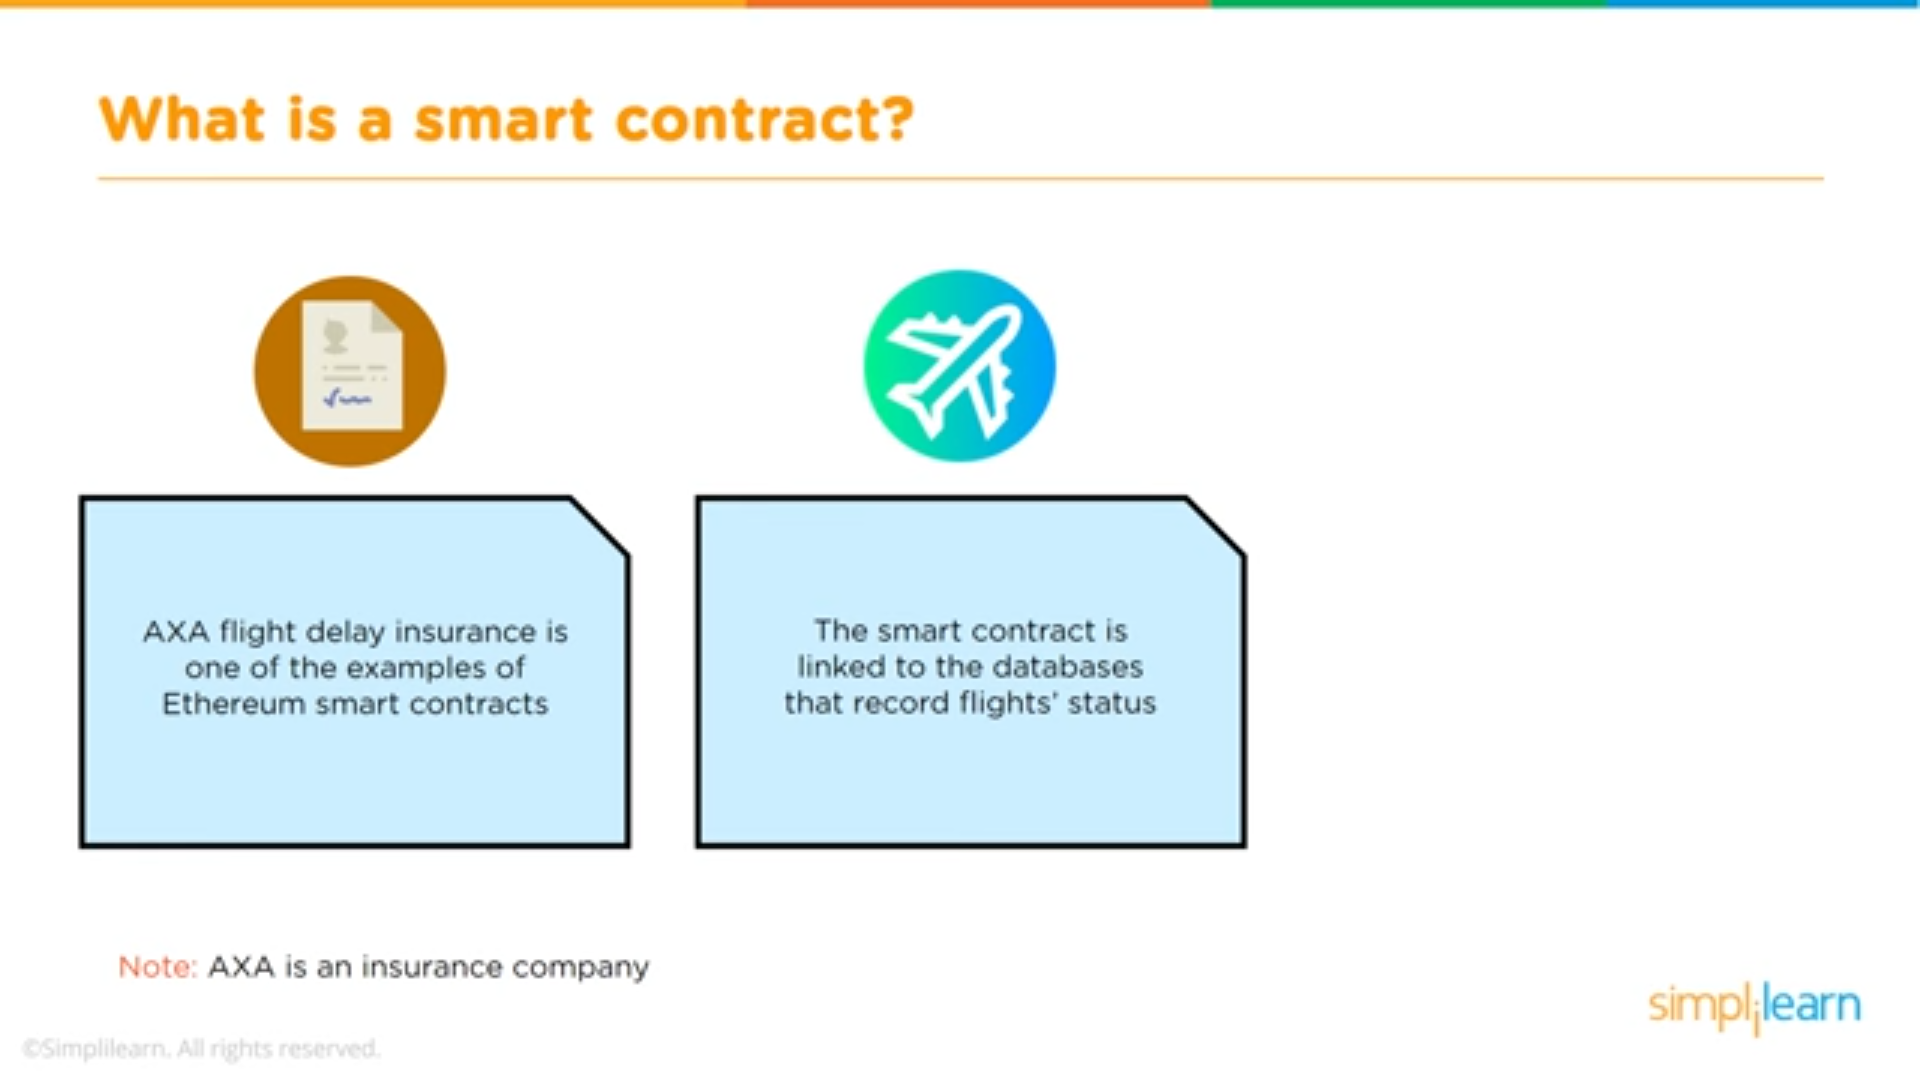 What is a smart contract?
AXA flight delay insurance is
one of the examples of
Ethereum smart contracts
The smart contract is
linked to the databases
that record flights' status
Note: AXA is an insurance company
simplilearn
©Simplilearn. All rights reserved.